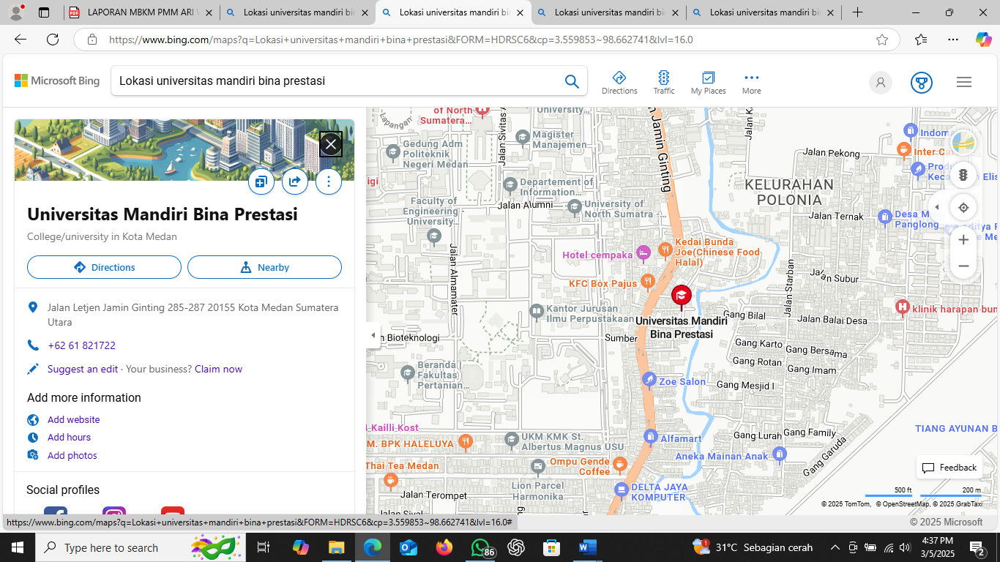 LAPORAN MBKM PMM ARI
Lokasi universitas mandiri bi
Lokasi universitas mandiri bi
Lokasi universitas mandiri bi
Lokasi universitas mandiri bi
https://www.bing.com/maps?q=Lokasi+universitas+mandiri+bina+prestasi&FORM=HDRSC6&cp=3.559853~98.662741&lvl=16.0
Microsoft Bing
Lokasi universitas mandiri bina prestasi
Directions
Traffic
My Places
More
Universitas Mandiri Bina Prestasi
College/university in Kota Medan
Directions
Nearby
Jalan Letjen Jamin Ginting 285-287 20155 Kota Medan Sumatera
Utara
+62 61 821722
Suggest an edit · Your business? Claim now
Add more information
Add website
Add hours
Add photos
Social profiles
https://www.bing.com/maps?q=Lokasi+universitas+mandiri+bina+prestasi&FORM=HDRSC6&cp=3.559853~98.662741&lvl=16.0#
of North
Sumatera...
Lapangan
University...
Jalan Sivitas A
Magister
Manajemen
Gedung Adm
Politeknik
Negeri Medan
igi
Departement of
Information...
Jalan Alumni
Faculty of
Engineering -
University...
University of
North Sumatra -...
n Jamin Ginting
Jalan K
Jalan Pekong
KELURAHAN
POLONIA
Indom
Inter Ca
Prod
Keca
Elis
Jalan Ternak
Desa M
Panglong
ditya F
Me
Kedai Bunda
Joe(Chinese Food
Halal)
Hotel cempaka
KFC Box Pajus
Jalan Almamater
Jalan Starban
Jalan Subur
Kantor Jurusan
Ilmu Perpustakaan
Universitas Mandiri
Bina Prestasi
Gang Bilal
Jalan Balai Desa
klinik harapan bun
n Bioteknologi
Sumber
Gang Karto
Gang Bersama
Gang Rotan
Gang Imam
Beranda |
Fakultas
Pertanian...
Zoe Salon
Gang Mesjid I
Kailli Kost
TIANG AYUNAN B
M. BPK HALELUYA
UKM KMK St.
Albertus Magnus USU
Alfamart
Gang Lurah
Gang Family
Gang Garuda
Aneka Mainan Anak
Thai Tea Medan
Ompu Gende
Coffee
Lion Parcel
Harmonika
DELTA JAYA
KOMPUTER
Jalan Terompet
Jalan Sival
ng
Feedback
500 ft
200 m
© 2025 TomTom, © OpenStreetMap, © 2025 GrabTaxi
© 2025 Microsoft
Type here to search
86
1
31°C Sebagian cerah
4:37 PM
3/5/2025
2